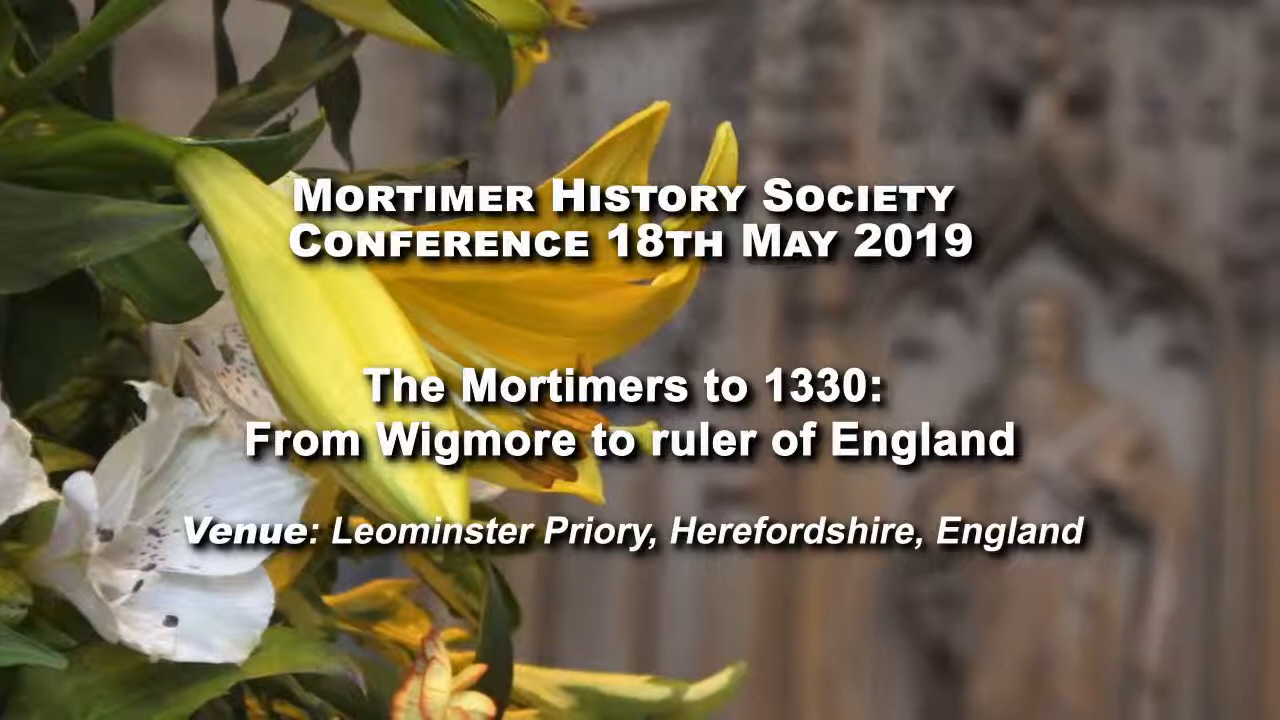 Mortimer History Society
Conference 18th May 2019
The Mortimers to 1330:
From Wigmore to ruler of England
Venue: Leominster Priory, Herefordshire, England